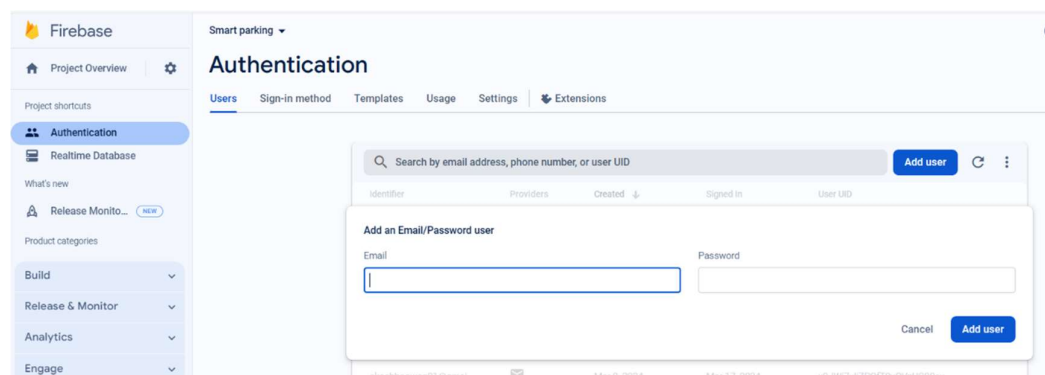 Firebase
Smart parking
Project Overview
Authentication
Users Sign-in method Templates Usage Settings Extensions
Project shortcuts
Authentication
Realtime Database
What's new
Release Monito... NEW
Product categories
Build
Release & Monitor
Analytics
Engage
Search by email address, phone number, or user UID
Add user
Identifier Providers Created Signed In User UID
Add an Email/Password user
Email Password
Cancel Add user